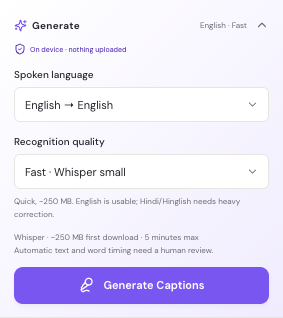 Generate
English · Fast
On device · nothing uploaded
Spoken language
English → English
Recognition quality
Fast · Whisper small
Quick, ~250 MB. English is usable; Hindi/Hinglish needs heavy
correction.
Whisper · ~250 MB first download · 5 minutes max
Automatic text and word timing need a human review.
Generate Captions